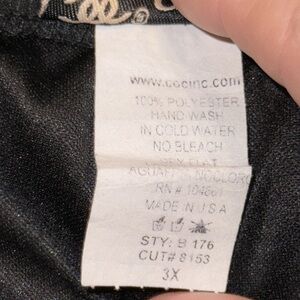 www.cocinc.com
100% POLYESTER
HAND WASH
IN COLD WATER
NO BLEACH
FLAT
MADE IN U.S.A
STY: B 176
CUT# 8153
3X